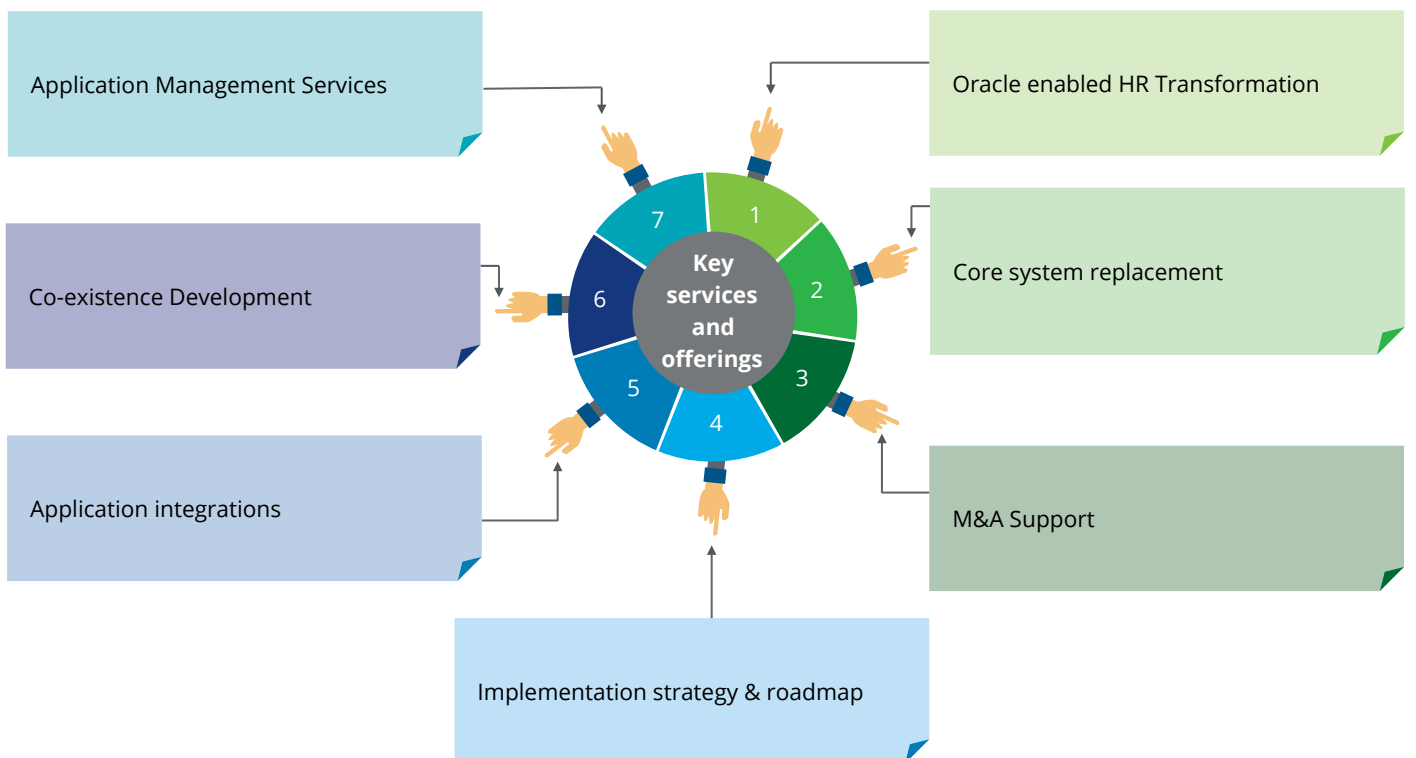 Application Management Services
Oracle enabled HR Transformation
7
1
Key
services
and
offerings
Co-existence Development
6
2
Core system replacement
5
3
4
Application integrations
M&A Support
Implementation strategy & roadmap